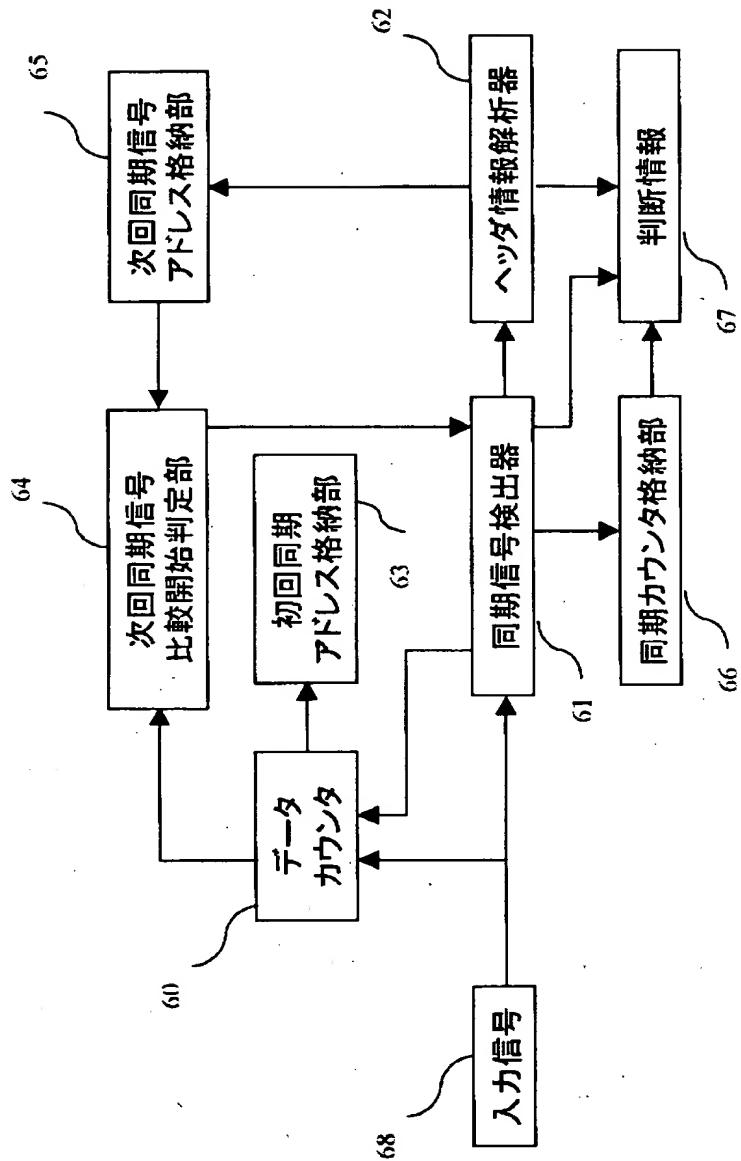 65
次回同期信号
アドレス格納部
64
次回同期信号
比較開始判定部
初回同期
アドレス格納部
63
60
データ
カウンタ
62
ヘッダ情報解析器
同期信号検出器
61
68
入力信号
判断情報
67
同期カウンタ格納部
66